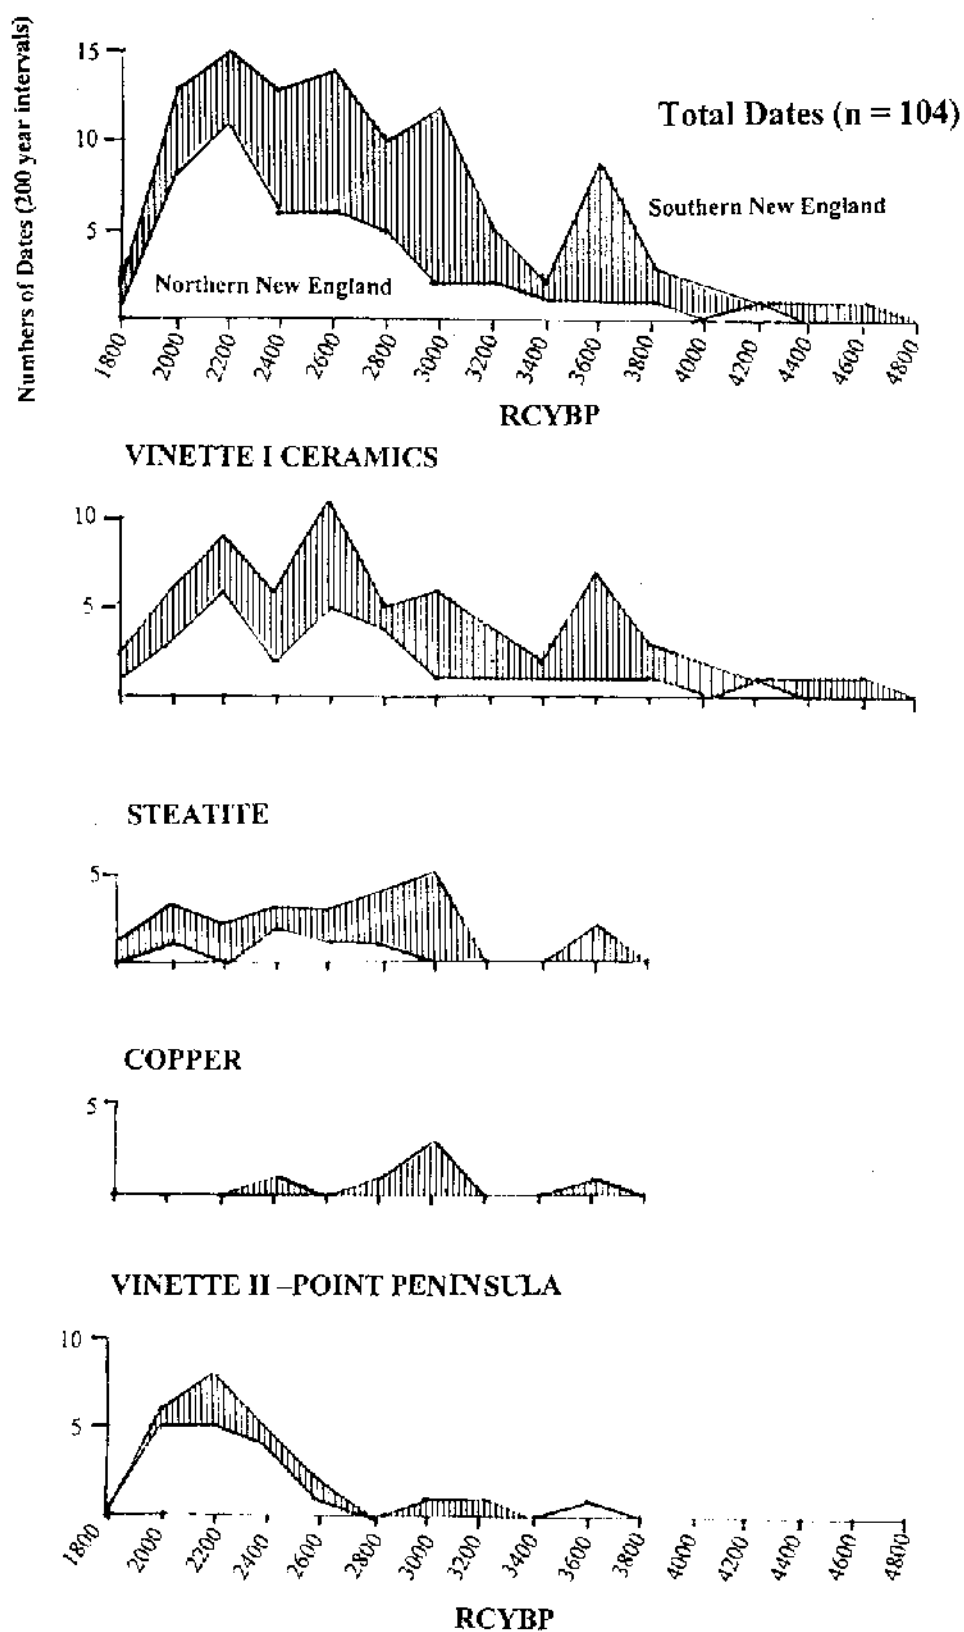 Numbers of Dates (200 year intervals)
15
10
5
Total Dates (n = 104)
Southern New England
Northern New England
1800 2000 2200 2400 2600 2800 3000 3200 3400 3600 3800 4000 4200 4400 4600 4800
RCYBP
VINETTE I CERAMICS
10
5
STEATITE
5
COPPER
5
VINETTE II –POINT PENINSULA
10
5
1800 2000 2200 2400 2600 2800 3000 3200 3400 3600 3800 4000 4200 4400 4600 4800
RCYBP